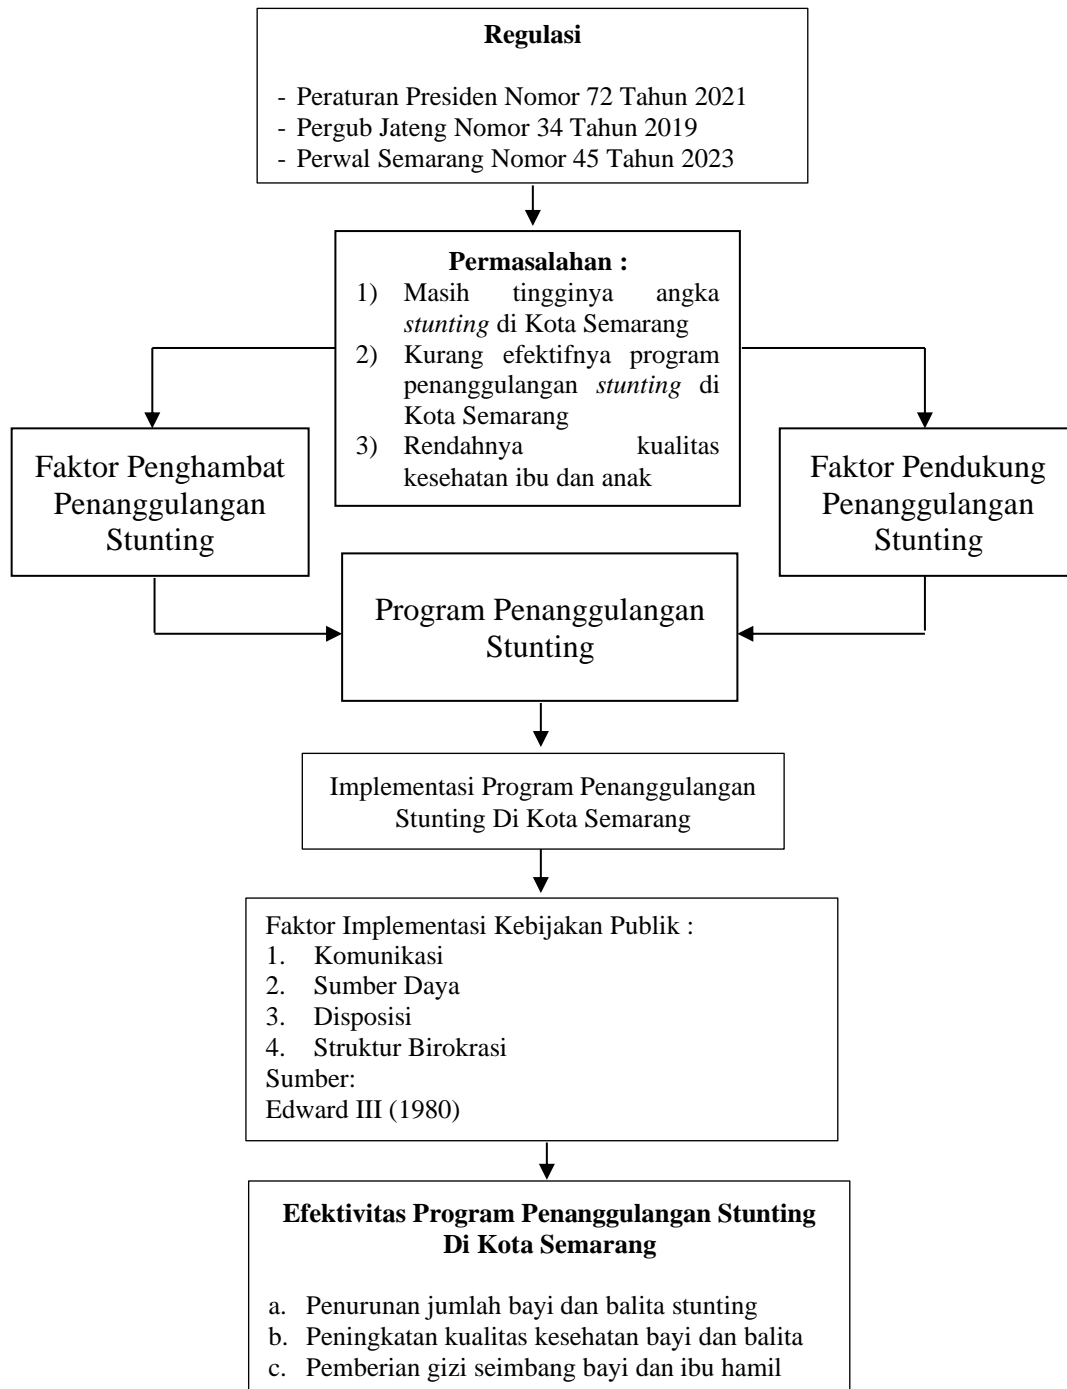 Regulasi
- Peraturan Presiden Nomor 72 Tahun 2021
- Pergub Jateng Nomor 34 Tahun 2019
- Perwal Semarang Nomor 45 Tahun 2023
Permasalahan :
1) Masih tingginya angka
stunting di Kota Semarang
2) Kurang efektifnya program
penanggulangan stunting di
Kota Semarang
3) Rendahnya kualitas
kesehatan ibu dan anak
Faktor Penghambat
Penanggulangan
Stunting
Faktor Pendukung
Penanggulangan
Stunting
Program Penanggulangan
Stunting
Implementasi Program Penanggulangan
Stunting Di Kota Semarang
Faktor Implementasi Kebijakan Publik :
1. Komunikasi
2. Sumber Daya
3. Disposisi
4. Struktur Birokrasi
Sumber:
Edward III (1980)
Efektivitas Program Penanggulangan Stunting
Di Kota Semarang
a. Penurunan jumlah bayi dan balita stunting
b. Peningkatan kualitas kesehatan bayi dan balita
c. Pemberian gizi seimbang bayi dan ibu hamil